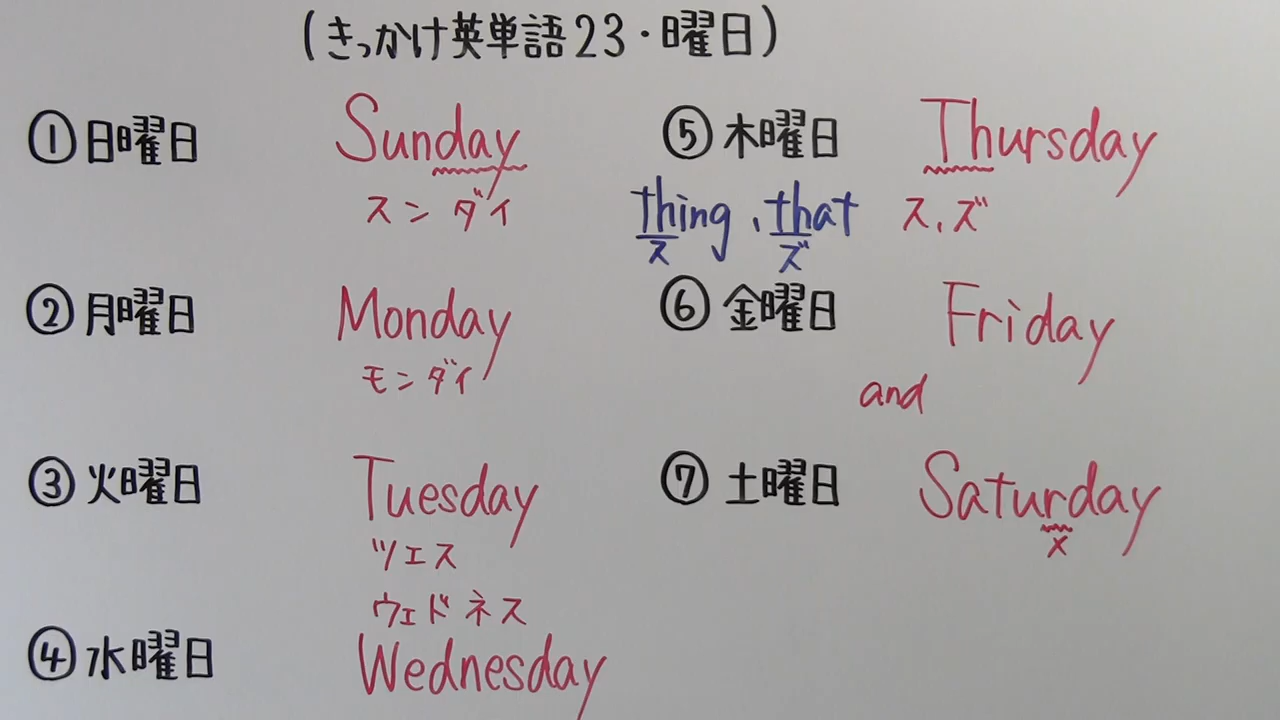 (きっかけ英単語23・曜日)
①日曜日 Sunday
スンダイ
②月曜日 Monday
モンダイ
③火曜日 Tuesday
ツエス
ウェドネス
④水曜日 Wednesday
⑤木曜日 Thursday
thing、that ス、ズ
ス ズ
⑥金曜日 Friday
and
⑦土曜日 Saturday
x